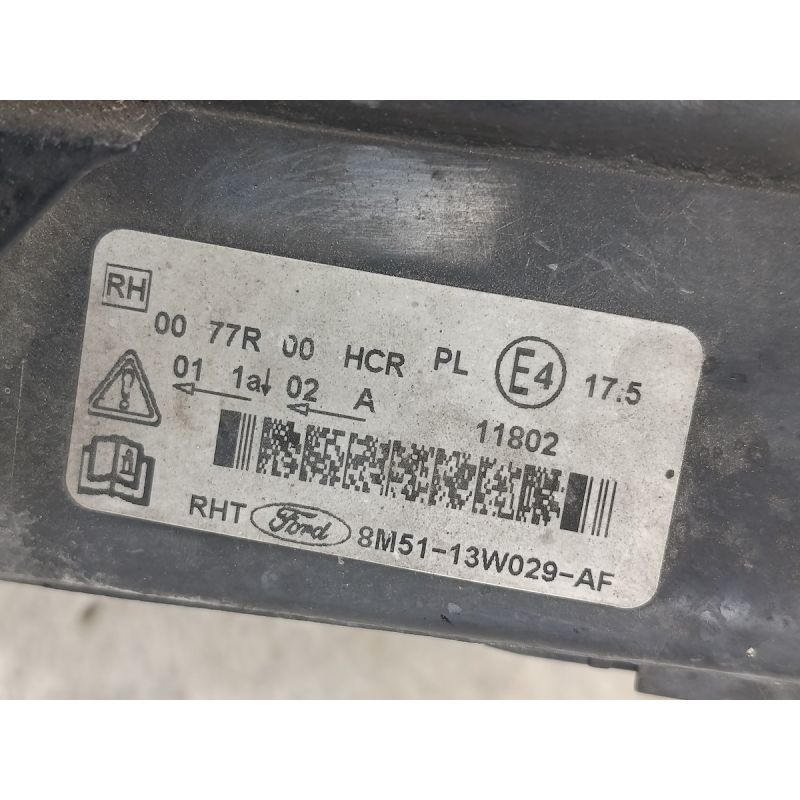 RH
00 77R 00 HCR PL E4 17.5
01 1a 02 A
11802
RHT Ford 8M51-13W029-AF